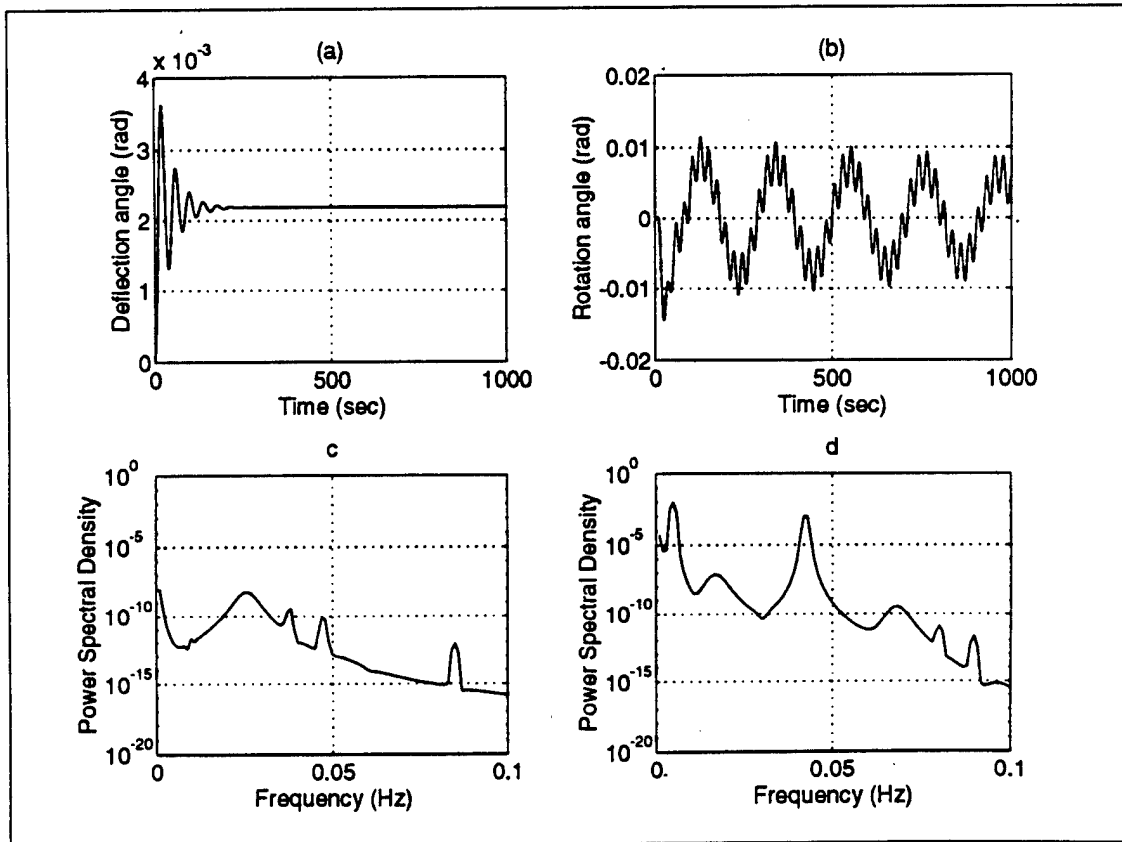 (a)
x 10^-3
4
3
2
1
0
Deflection angle (rad)
0
500
1000
Time (sec)
(b)
0.02
0.01
0
-0.01
-0.02
Rotation angle (rad)
0
500
1000
Time (sec)
c
10^0
10^-5
10^-10
10^-15
10^-20
Power Spectral Density
0
0.05
0.1
Frequency (Hz)
d
10^0
10^-5
10^-10
10^-15
10^-20
Power Spectral Density
0.
0.05
0.1
Frequency (Hz)